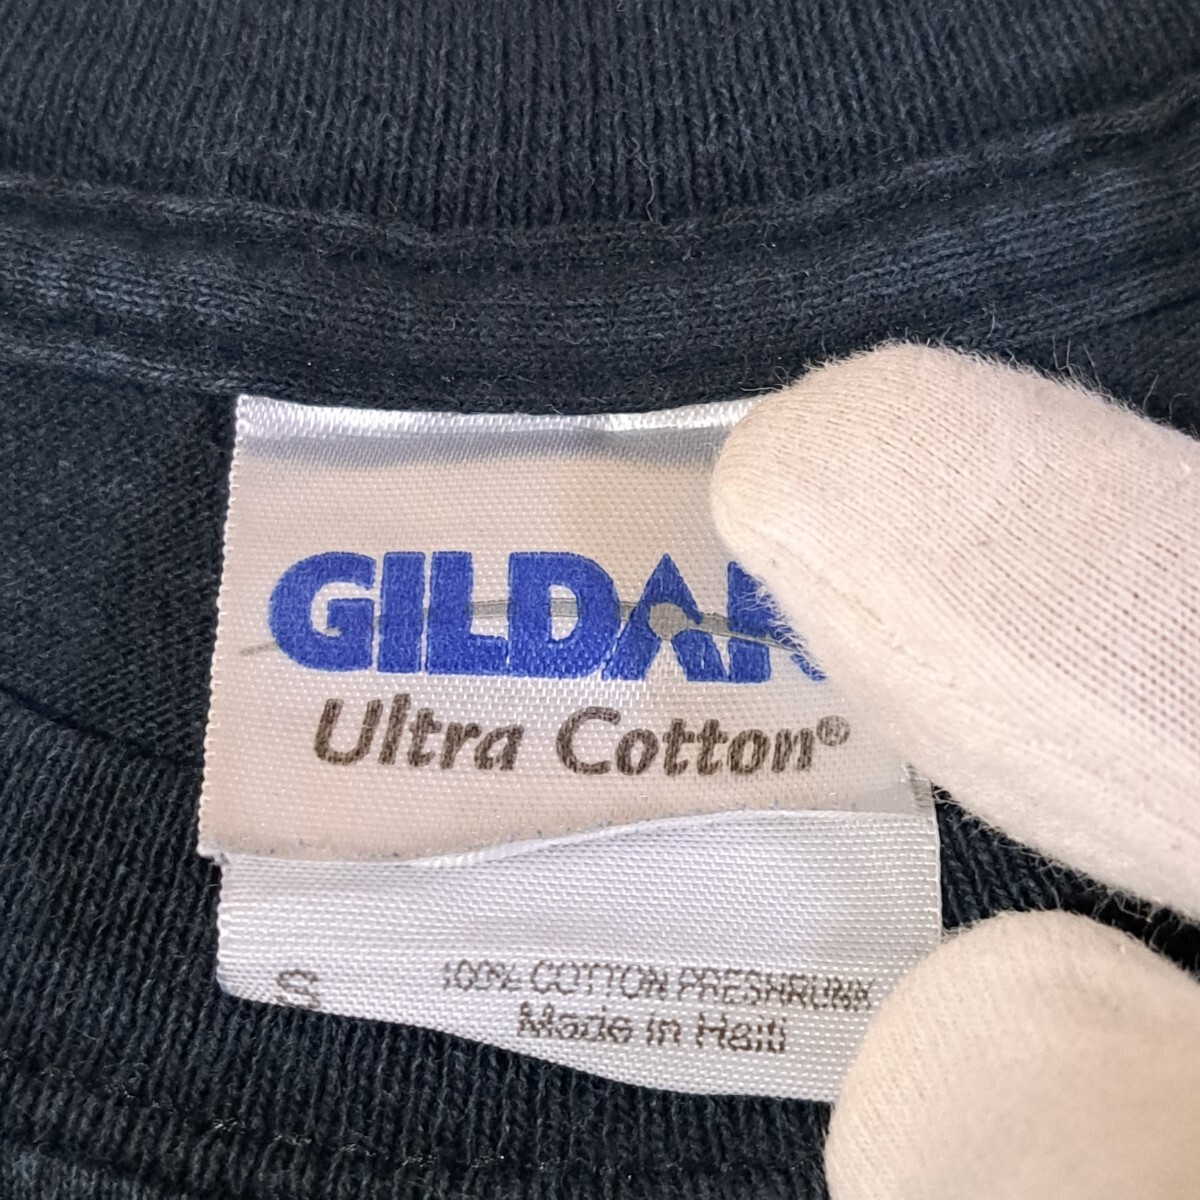 GILDAN
Ultra Cotton®
S 100% COTTON PRESHRUNK
Made in Haiti